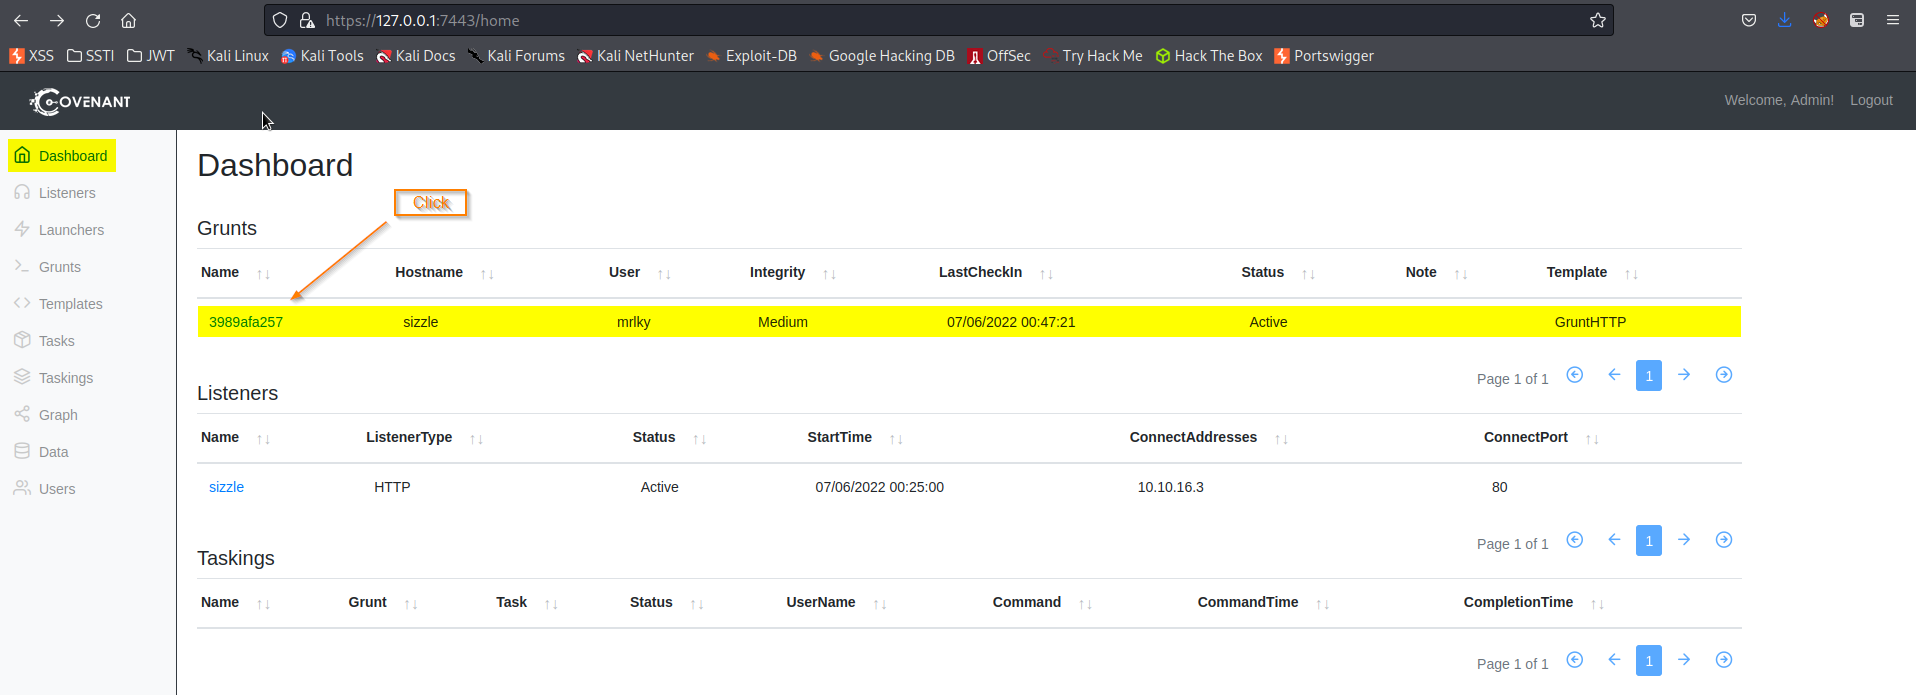 https://127.0.0.1:7443/home
XSS SSTI JWT Kali Linux Kali Tools Kali Docs Kali Forums Kali NetHunter Exploit-DB Google Hacking DB OffSec Try Hack Me Hack The Box Portswigger
COVENANT
Welcome, Admin! Logout
Dashboard
Listeners
Launchers
Grunts
Templates
Tasks
Taskings
Graph
Data
Users
Dashboard
Click
Grunts
Name ↑↓ Hostname ↑↓ User ↑↓ Integrity ↑↓ LastCheckIn ↑↓ Status ↑↓ Note ↑↓ Template ↑↓
3989afa257 sizzle mrlky Medium 07/06/2022 00:47:21 Active GruntHTTP
Page 1 of 1 1
Listeners
Name ↑↓ ListenerType ↑↓ Status ↑↓ StartTime ↑↓ ConnectAddresses ↑↓ ConnectPort ↑↓
sizzle HTTP Active 07/06/2022 00:25:00 10.10.16.3 80
Page 1 of 1 1
Taskings
Name ↑↓ Grunt ↑↓ Task ↑↓ Status ↑↓ UserName ↑↓ Command ↑↓ CommandTime ↑↓ CompletionTime ↑↓
Page 1 of 1 1